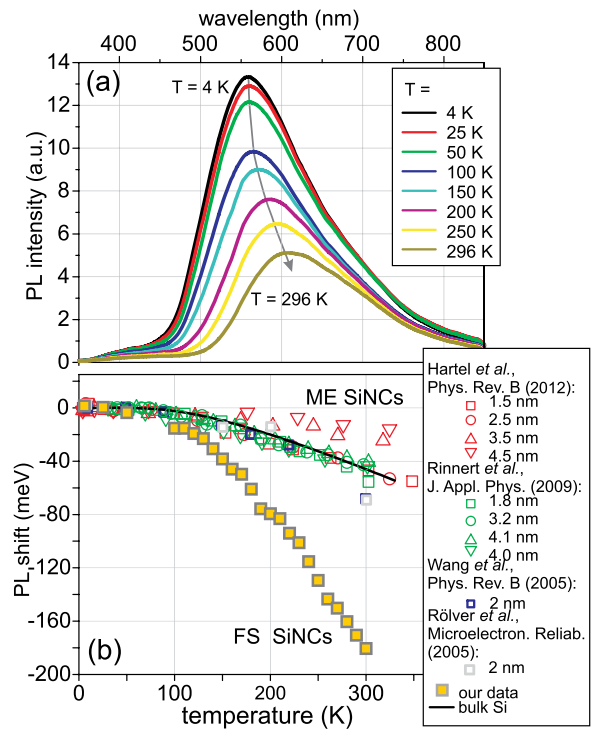 wavelength (nm)
400 500 600 700 800
14
12
10
8
6
4
2
0
PL intensity (a.u.)
(a)
T = 4 K
T = 296 K
T =
4 K
25 K
50 K
100 K
150 K
200 K
250 K
296 K
0
-40
-80
-120
-160
-200
PL shift (meV)
ME SiNCs
FS SiNCs
(b)
0 100 200 300
temperature (K)
Hartel et al.,
Phys. Rev. B (2012):
1.5 nm
2.5 nm
3.5 nm
4.5 nm
Rinnert et al.,
J. Appl. Phys. (2009):
1.8 nm
3.2 nm
4.1 nm
4.0 nm
Wang et al.,
Phys. Rev. B (2005):
2 nm
Rölver et al.,
Microelectron. Reliab.
(2005):
2 nm
our data
bulk Si